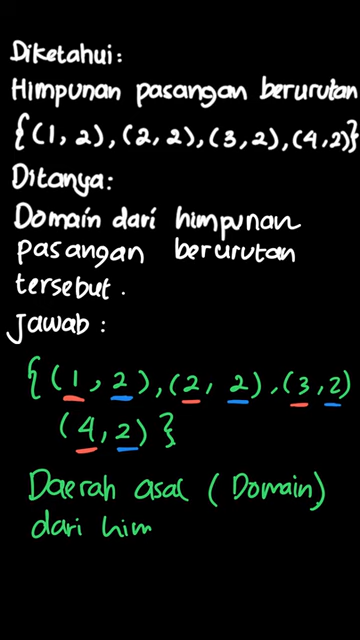 Diketahui:
Himpunan pasangan berurutan
{(1, 2), (2, 2), (3, 2), (4, 2)}
Ditanya:
Domain dari himpunan
pasangan berurutan
tersebut.
Jawab:
{(1, 2), (2, 2), (3, 2)
(4, 2)}
Daerah asal (Domain)
dari him